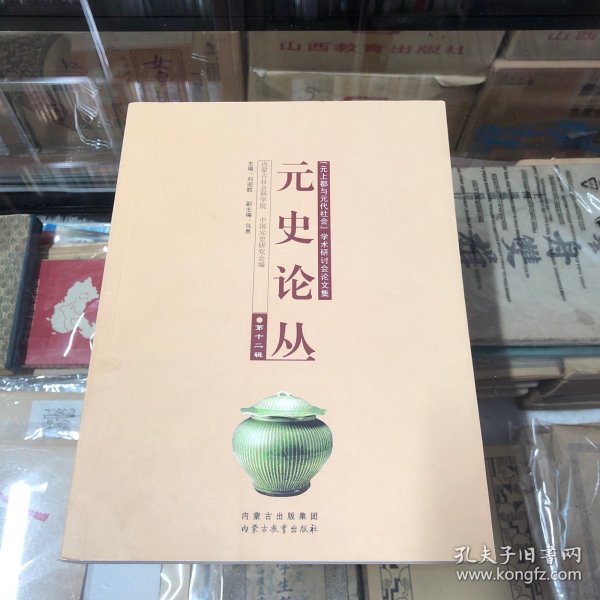 山西教育出版社
「元上都与元代社会」学术研讨会论文集
元史论丛
第十二辑
内蒙古社会科学院 中国元史研究会编
主编·刘迎胜 副主编·乌恩
内蒙古出版集团
内蒙古教育出版社
孔夫子旧书网
www.kongfz.com